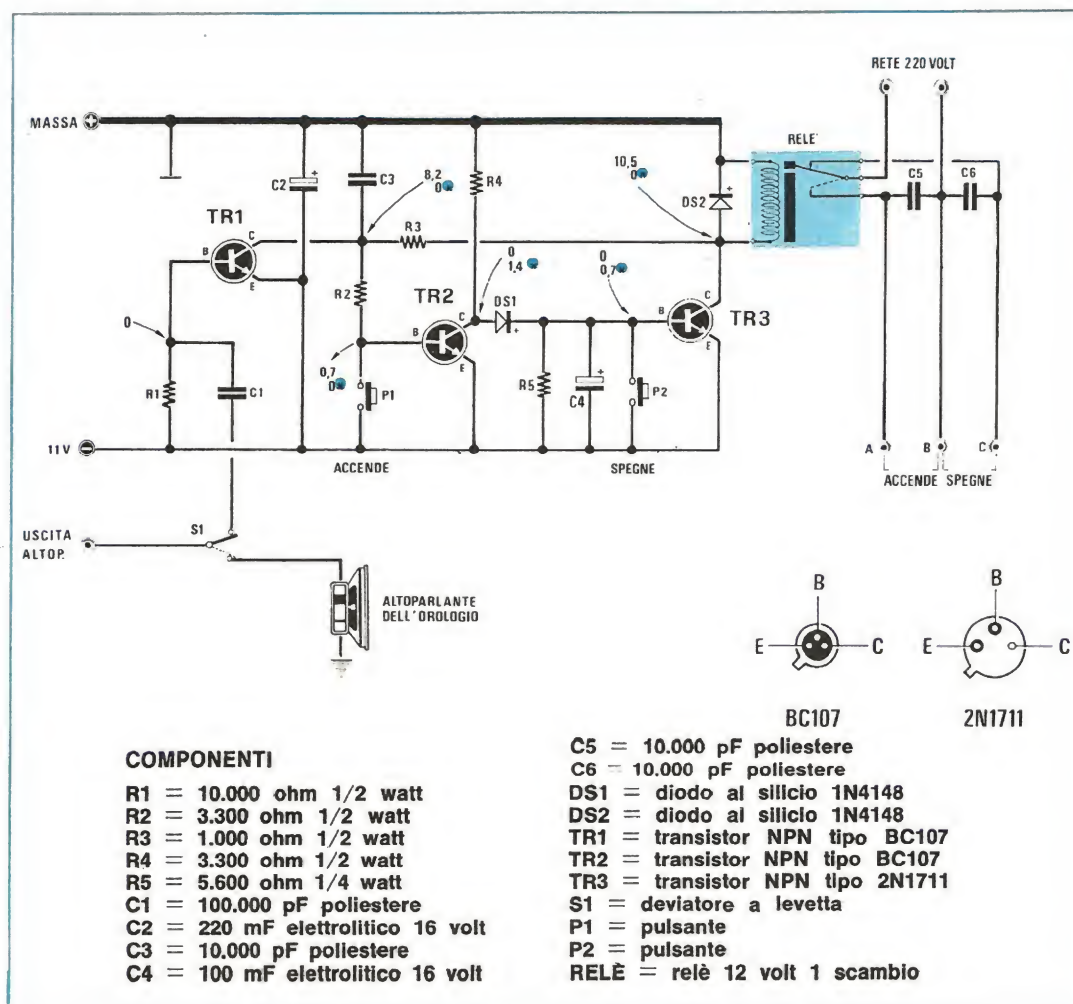 RETE 220 VOLT
MASSA
RELE'
C2 +
C3
8,2
0*
R4
10,5
0*
DS2 +
C5
C6
TR1
B
C
E
R3
R2
TR2
B
C
E
0
1,4*
DS1
+
0
0,7*
B
C
E
TR3
0
R1
C1
0,7
0*
P1
R5
C4
+
P2
11V
ACCENDE
SPEGNE
A
B
C
ACCENDE
SPEGNE
USCITA
ALTOP.
S1
ALTOPARLANTE
DELL'OROLOGIO
B
E
C
BC107
B
E
C
2N1711
COMPONENTI
R1 = 10.000 ohm 1/2 watt
R2 = 3.300 ohm 1/2 watt
R3 = 1.000 ohm 1/2 watt
R4 = 3.300 ohm 1/2 watt
R5 = 5.600 ohm 1/4 watt
C1 = 100.000 pF poliestere
C2 = 220 mF elettrolitico 16 volt
C3 = 10.000 pF poliestere
C4 = 100 mF elettrolitico 16 volt
C5 = 10.000 pF poliestere
C6 = 10.000 pF poliestere
DS1 = diodo al silicio 1N4148
DS2 = diodo al silicio 1N4148
TR1 = transistor NPN tipo BC107
TR2 = transistor NPN tipo BC107
TR3 = transistor NPN tipo 2N1711
S1 = deviatore a levetta
P1 = pulsante
P2 = pulsante
RELÈ = relè 12 volt 1 scambio